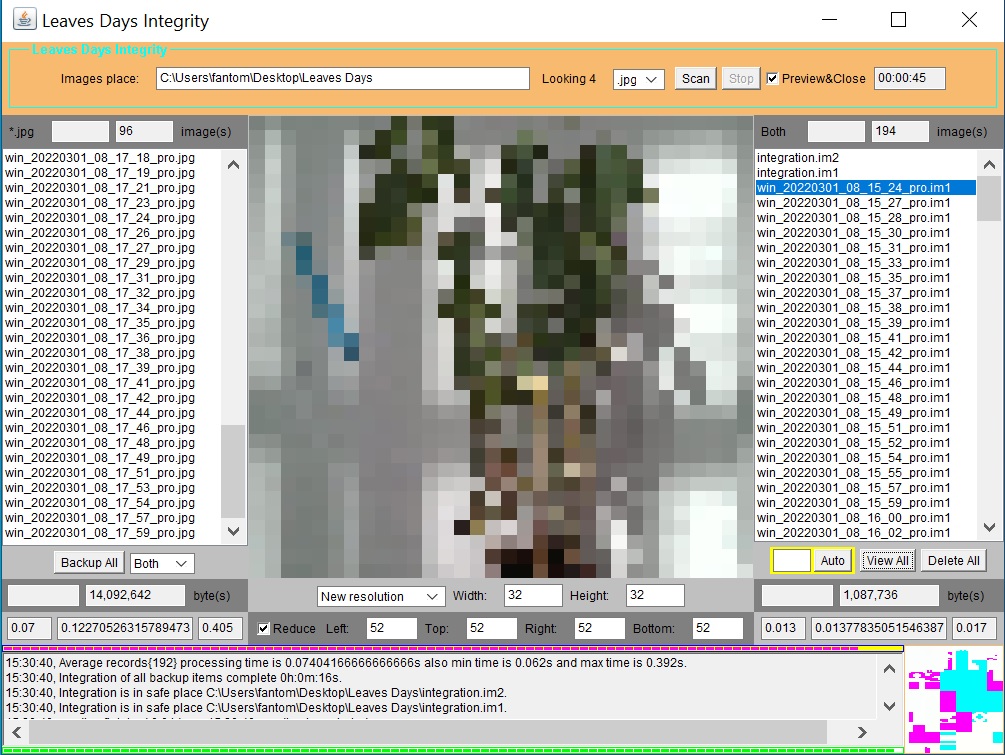 Leaves Days Integrity
Leaves Days Integrity
Images place: C:\Users\fantom\Desktop\Leaves Days Looking 4 .jpg Scan Stop Preview&Close 00:00:45
*.jpg 96 image(s)
win_20220301_08_17_18_pro.jpg
win_20220301_08_17_19_pro.jpg
win_20220301_08_17_21_pro.jpg
win_20220301_08_17_23_pro.jpg
win_20220301_08_17_24_pro.jpg
win_20220301_08_17_26_pro.jpg
win_20220301_08_17_27_pro.jpg
win_20220301_08_17_29_pro.jpg
win_20220301_08_17_31_pro.jpg
win_20220301_08_17_32_pro.jpg
win_20220301_08_17_34_pro.jpg
win_20220301_08_17_35_pro.jpg
win_20220301_08_17_36_pro.jpg
win_20220301_08_17_38_pro.jpg
win_20220301_08_17_39_pro.jpg
win_20220301_08_17_41_pro.jpg
win_20220301_08_17_42_pro.jpg
win_20220301_08_17_44_pro.jpg
win_20220301_08_17_46_pro.jpg
win_20220301_08_17_48_pro.jpg
win_20220301_08_17_49_pro.jpg
win_20220301_08_17_51_pro.jpg
win_20220301_08_17_53_pro.jpg
win_20220301_08_17_54_pro.jpg
win_20220301_08_17_57_pro.jpg
win_20220301_08_17_59_pro.jpg
Backup All Both
14,092,642 byte(s)
0.07 0.12270526315789473 0.405
Both 194 image(s)
integration.im2
integration.im1
win_20220301_08_15_24_pro.im1
win_20220301_08_15_27_pro.im1
win_20220301_08_15_28_pro.im1
win_20220301_08_15_30_pro.im1
win_20220301_08_15_31_pro.im1
win_20220301_08_15_33_pro.im1
win_20220301_08_15_35_pro.im1
win_20220301_08_15_37_pro.im1
win_20220301_08_15_38_pro.im1
win_20220301_08_15_39_pro.im1
win_20220301_08_15_41_pro.im1
win_20220301_08_15_42_pro.im1
win_20220301_08_15_44_pro.im1
win_20220301_08_15_46_pro.im1
win_20220301_08_15_48_pro.im1
win_20220301_08_15_49_pro.im1
win_20220301_08_15_51_pro.im1
win_20220301_08_15_52_pro.im1
win_20220301_08_15_54_pro.im1
win_20220301_08_15_55_pro.im1
win_20220301_08_15_57_pro.im1
win_20220301_08_15_59_pro.im1
win_20220301_08_16_00_pro.im1
win_20220301_08_16_02_pro.im1
Auto View All Delete All
1,087,736 byte(s)
0.013 0.01377835051546387 0.017
New resolution Width: 32 Height: 32
Reduce Left: 52 Top: 52 Right: 52 Bottom: 52
15:30:40, Average records{192} processing time is 0.07404166666666666s also min time is 0.062s and max time is 0.392s.
15:30:40, Integration of all backup items complete 0h:0m:16s.
15:30:40, Integration is in safe place C:\Users\fantom\Desktop\Leaves Days\integration.im2.
15:30:40, Integration is in safe place C:\Users\fantom\Desktop\Leaves Days\integration.im1.